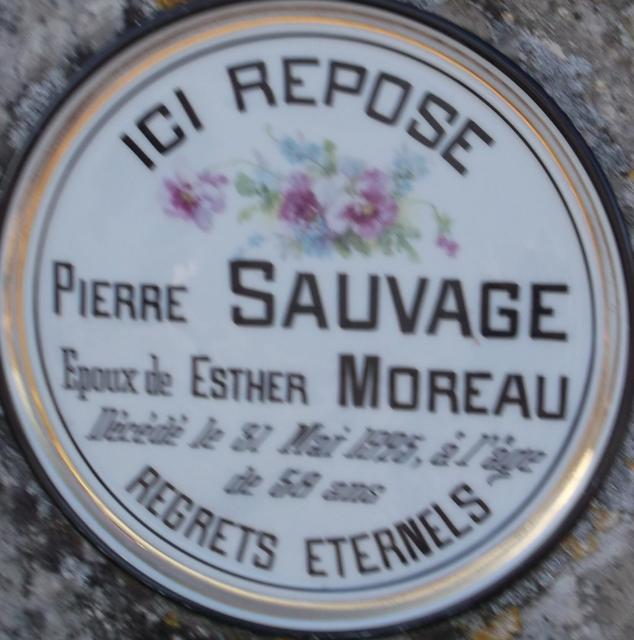 ICI REPOSE
PIERRE SAUVAGE
Epoux de ESTHER MOREAU
Décédé le 31 Mai, à l'âge
de ans
REGRETS ETERNELS